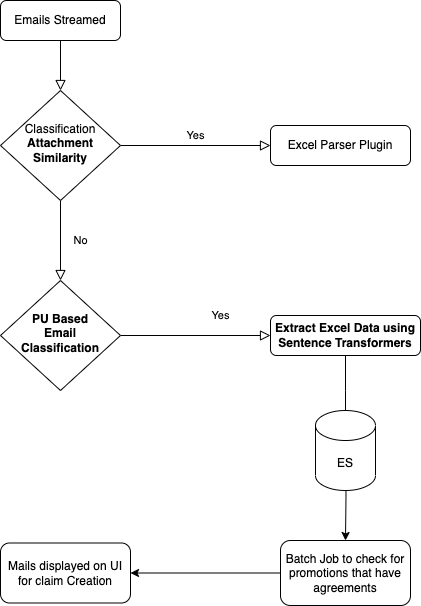 Emails Streamed
Classification
Attachment
Similarity
Yes
Excel Parser Plugin
No
PU Based
Email
Classification
Yes
Extract Excel Data using
Sentence Transformers
ES
Batch Job to check for
promotions that have
agreements
Mails displayed on UI
for claim Creation